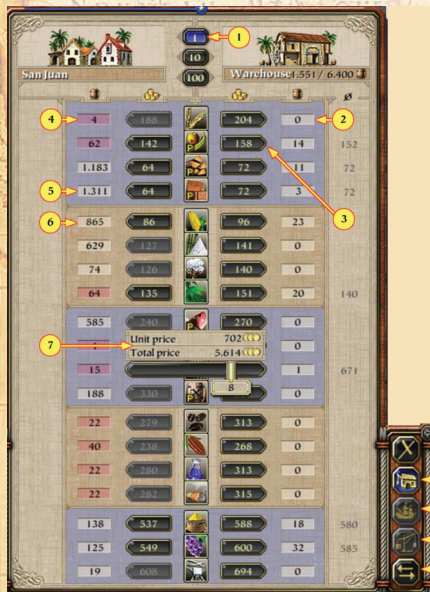 1
1
10
100
San Juan
Warehouse 1.551 / 6.400
ø
4 4 188 204 0 2
62 142 158 14 152
1.183 64 72 11 72
5 1.311 64 72 3 72
3
6 865 86 96 23
629 127 141 0
74 126 140 0
64 135 151 20 140
585 240 270 0
7 Unit price 702 0
Total price 5.614
15 1 671
188 330 8 0
22 279 313 0
40 238 268 0
22 280 313 0
22 282 315 0
138 537 588 18 580
125 549 600 32 585
19 608 694 0